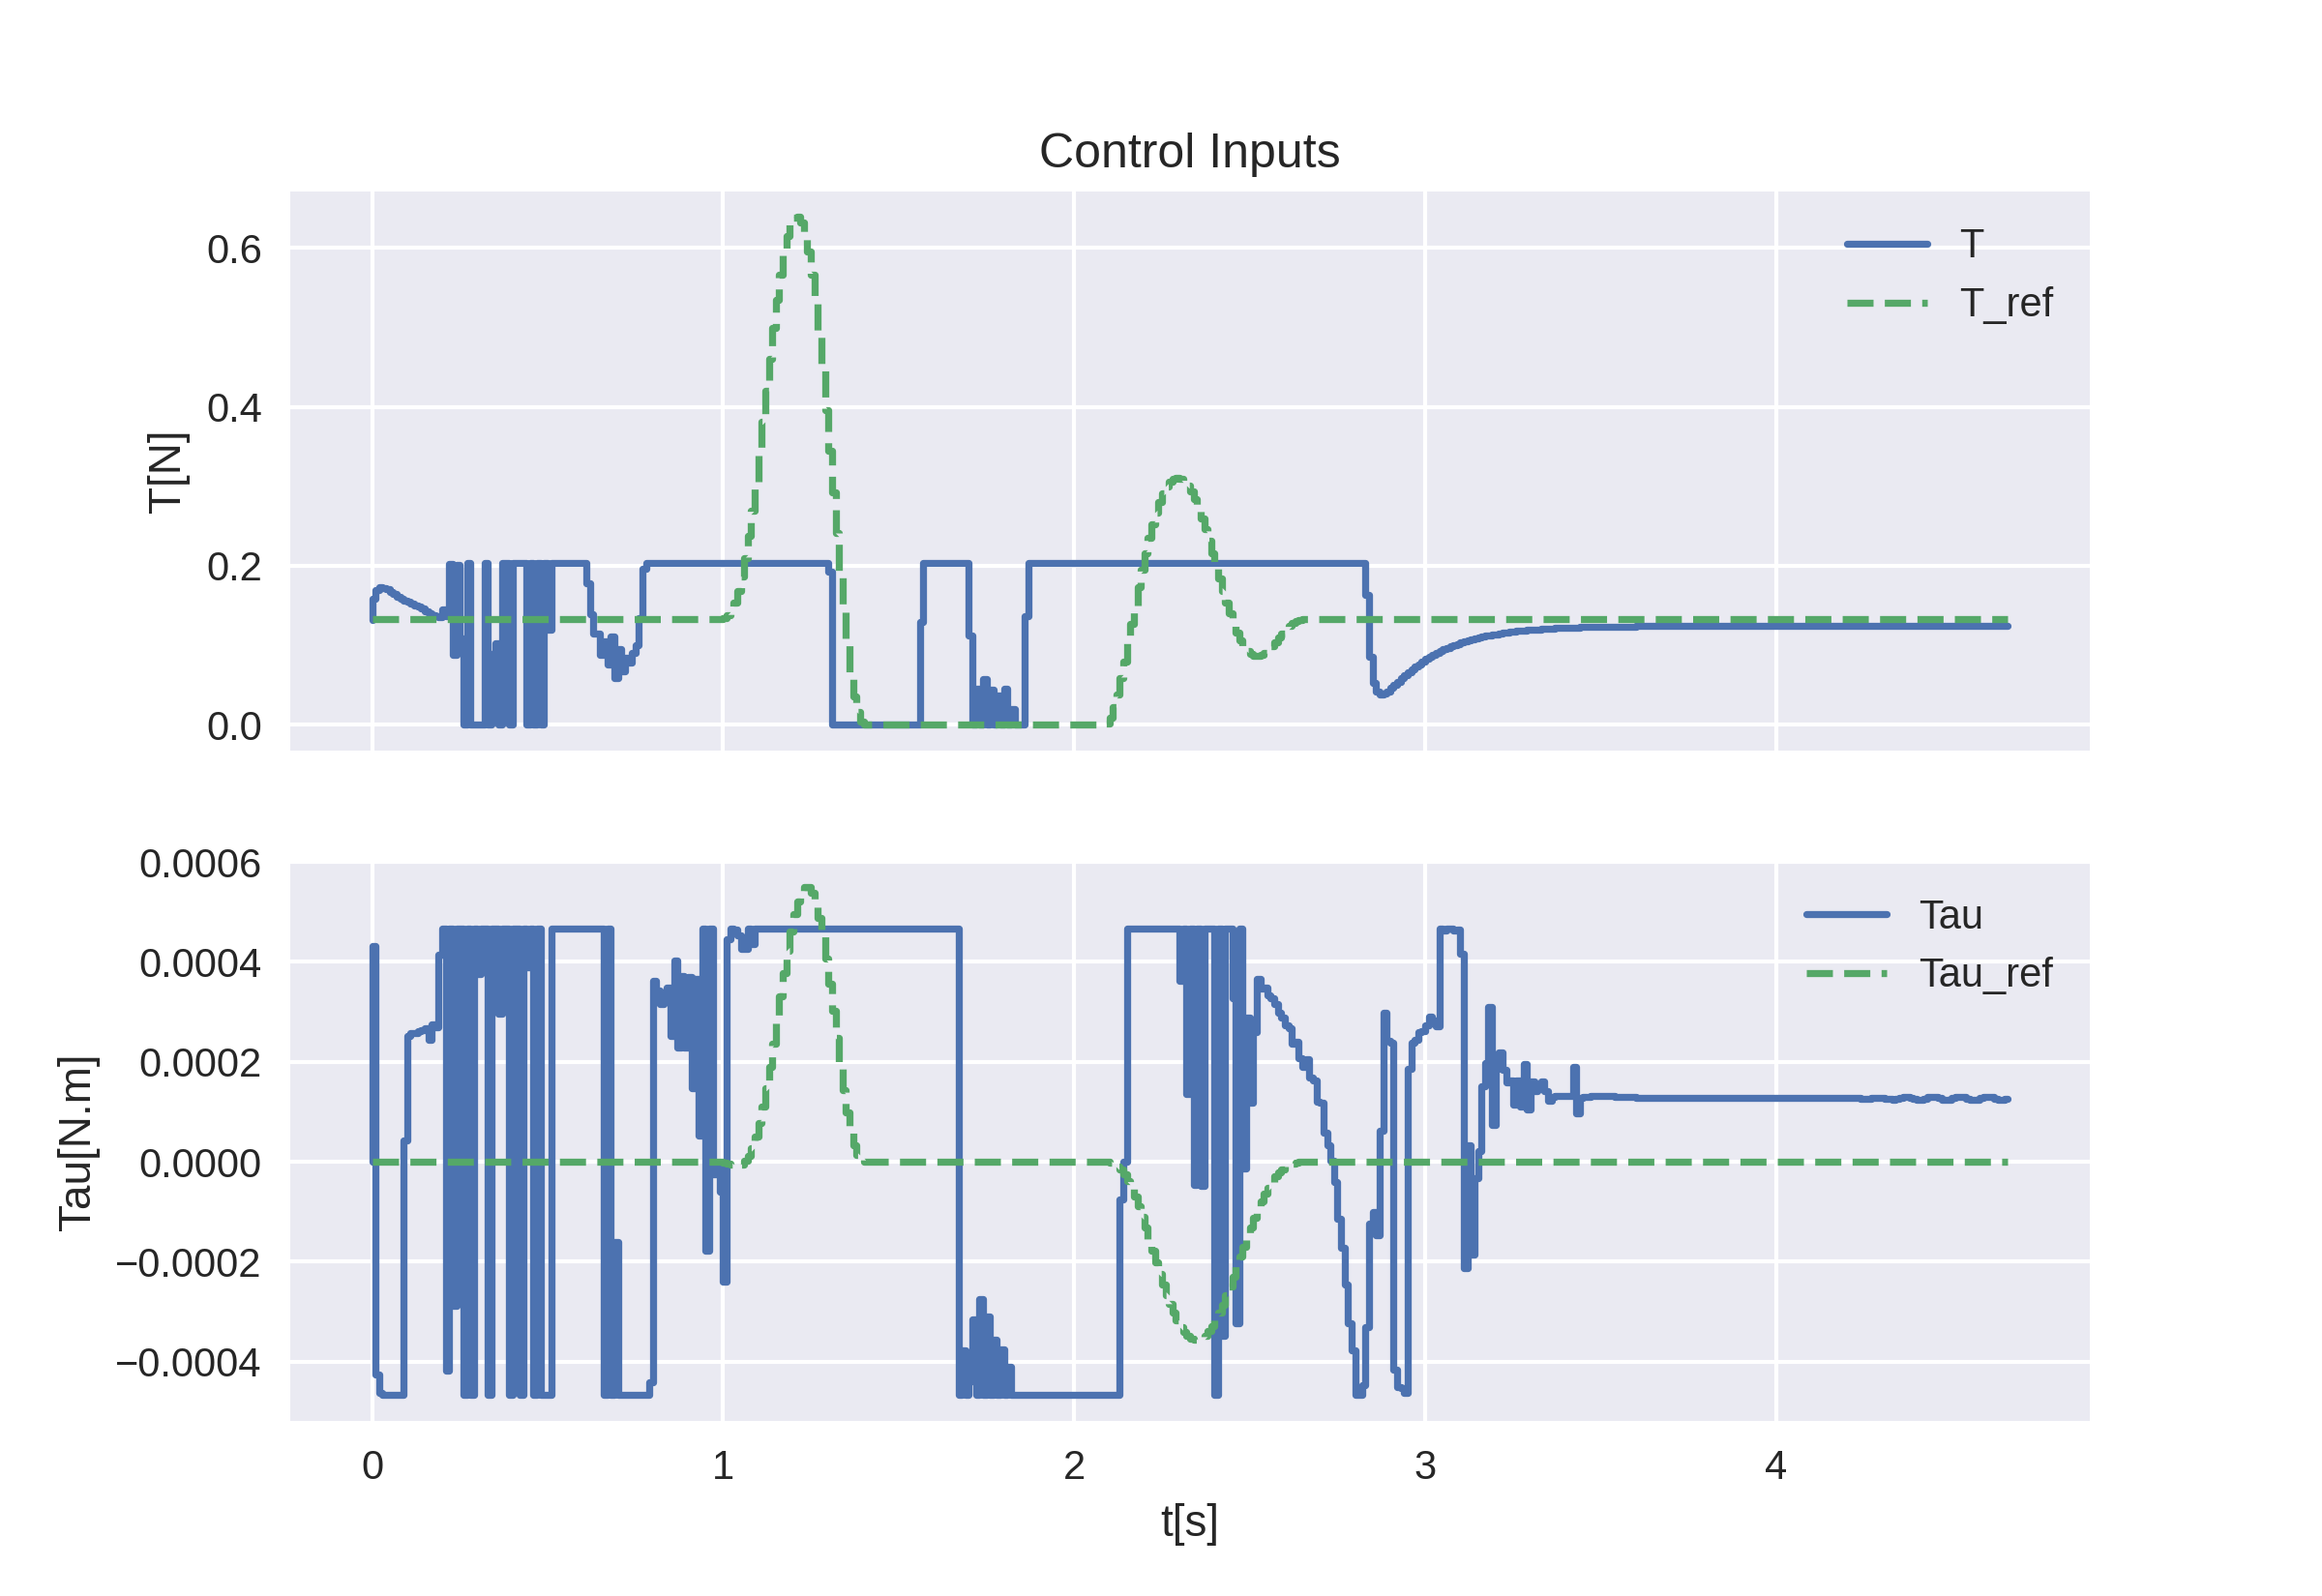 Control Inputs
T[N]
0.6
0.4
0.2
0.0
T
T_ref
Tau[N.m]
0.0006
0.0004
0.0002
0.0000
−0.0002
−0.0004
Tau
Tau_ref
0 1 2 3 4
t[s]